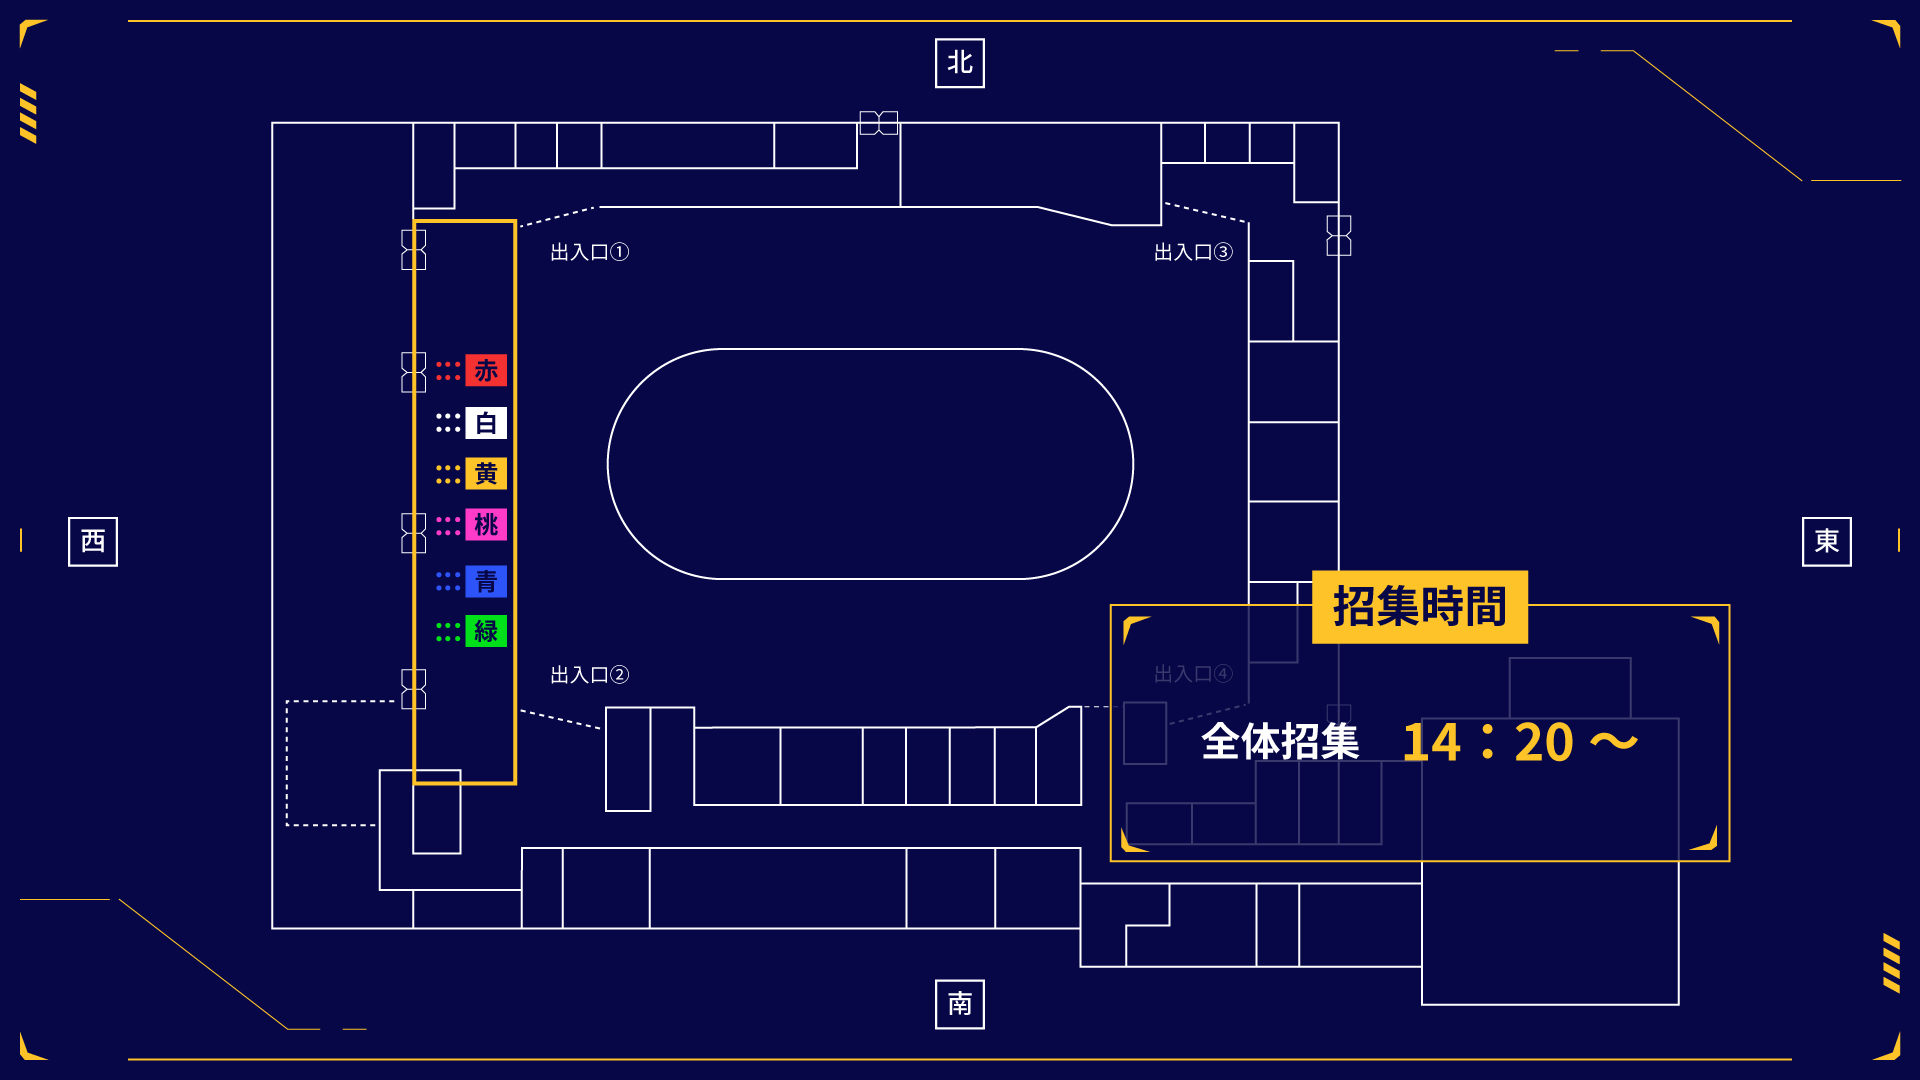 北
出入口①
出入口③
赤
白
黄
桃
青
緑
西
東
出入口②
出入口④
招集時間
全体招集 14：20～
南